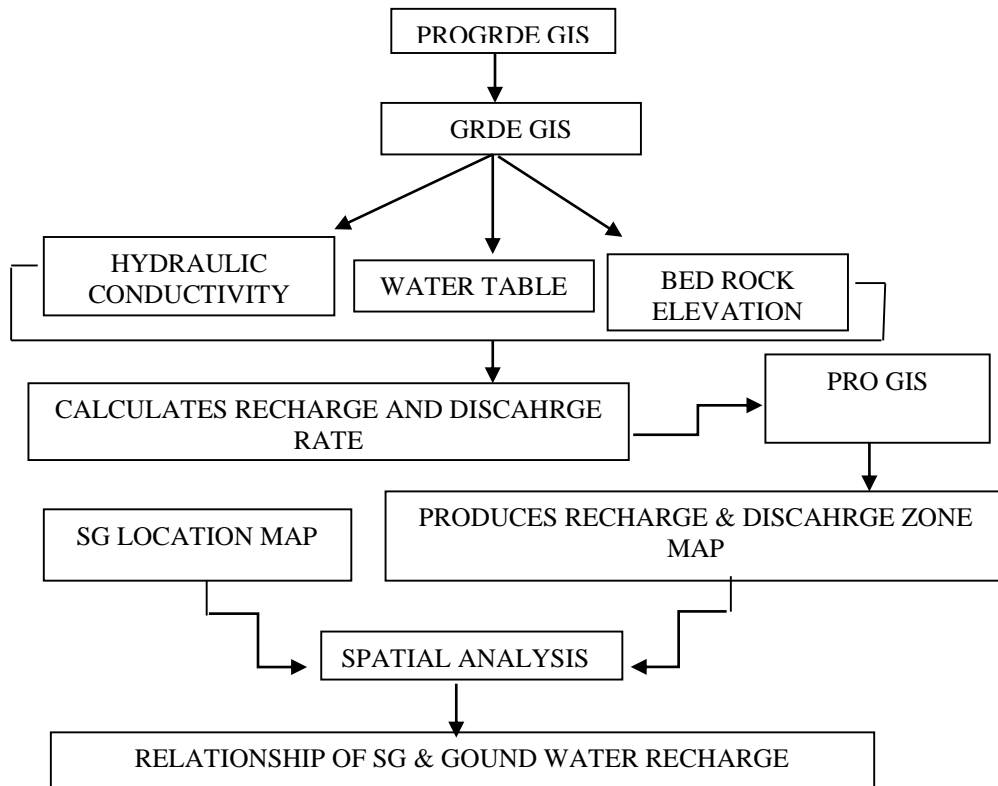 PROGRDE GIS
GRDE GIS
HYDRAULIC
CONDUCTIVITY
WATER TABLE
BED ROCK
ELEVATION
CALCULATES RECHARGE AND DISCAHRGE
RATE
PRO GIS
SG LOCATION MAP
PRODUCES RECHARGE & DISCAHRGE ZONE
MAP
SPATIAL ANALYSIS
RELATIONSHIP OF SG & GOUND WATER RECHARGE